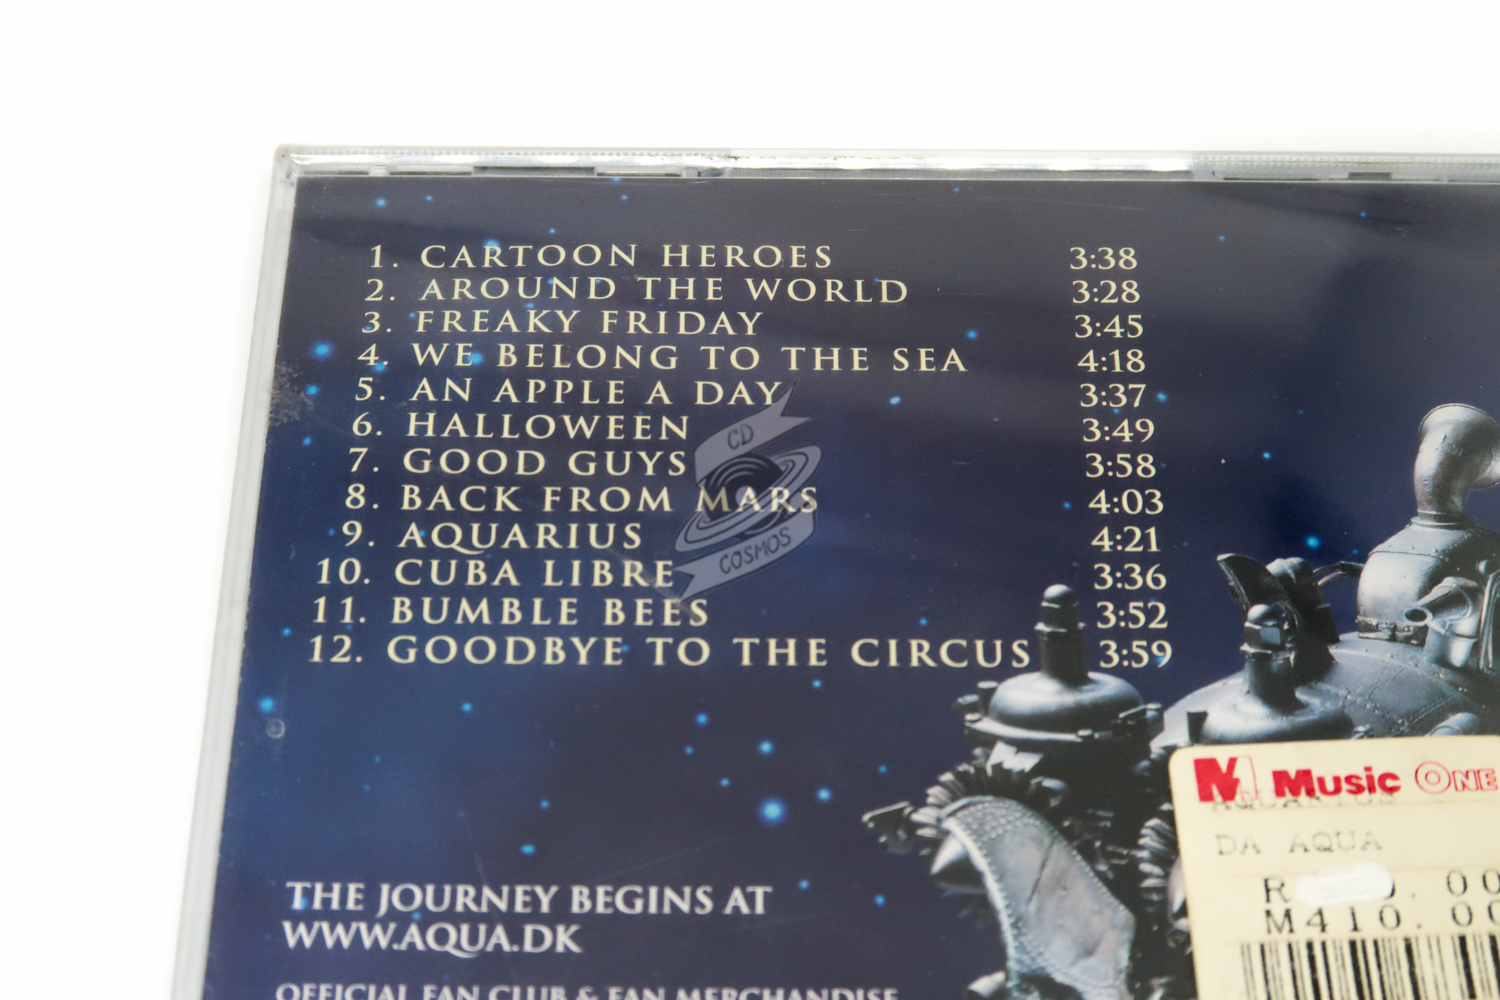 1. CARTOON HEROES 3:38
2. AROUND THE WORLD 3:28
3. FREAKY FRIDAY 3:45
4. WE BELONG TO THE SEA 4:18
5. AN APPLE A DAY 3:37
6. HALLOWEEN 3:49
7. GOOD GUYS 3:58
8. BACK FROM MARS 4:03
9. AQUARIUS 4:21
10. CUBA LIBRE 3:36
11. BUMBLE BEES 3:52
12. GOODBYE TO THE CIRCUS 3:59
CD
COSMOS
THE JOURNEY BEGINS AT
WWW.AQUA.DK
OFFICIAL FAN CLUB & FAN MERCHANDISE
Music ONE
AQUARIUS
DA AQUA
R .00
M410.00